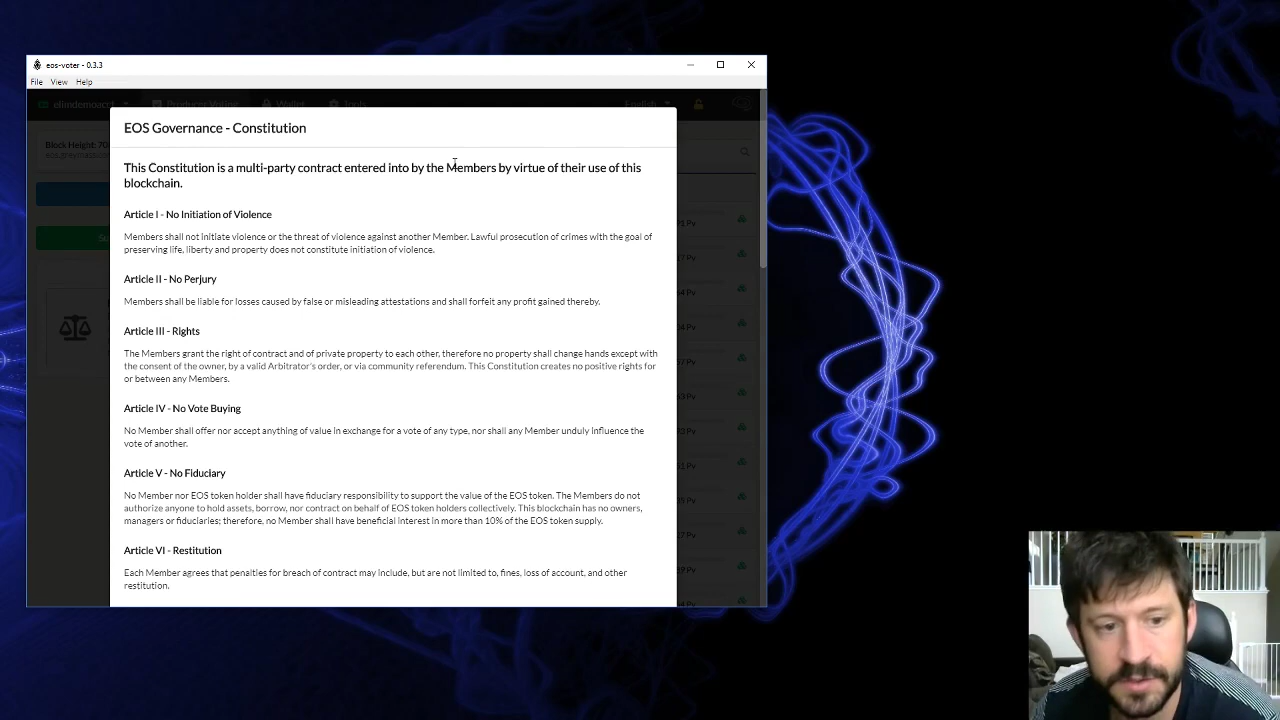 eos-voter - 0.3.3
File View Help
elimdemoacct Producer Voting Wallet Tools English
EOS Governance - Constitution
This Constitution is a multi-party contract entered into by the Members by virtue of their use of this
blockchain.
Article I - No Initiation of Violence
Members shall not initiate violence or the threat of violence against another Member. Lawful prosecution of crimes with the goal of
preserving life, liberty and property does not constitute initiation of violence.
Article II - No Perjury
Members shall be liable for losses caused by false or misleading attestations and shall forfeit any profit gained thereby.
Article III - Rights
The Members grant the right of contract and of private property to each other, therefore no property shall change hands except with
the consent of the owner, by a valid Arbitrator's order, or via community referendum. This Constitution creates no positive rights for
or between any Members.
Article IV - No Vote Buying
No Member shall offer nor accept anything of value in exchange for a vote of any type, nor shall any Member unduly influence the
vote of another.
Article V - No Fiduciary
No Member nor EOS token holder shall have fiduciary responsibility to support the value of the EOS token. The Members do not
authorize anyone to hold assets, borrow, nor contract on behalf of EOS token holders collectively. This blockchain has no owners,
managers or fiduciaries; therefore, no Member shall have beneficial interest in more than 10% of the EOS token supply.
Article VI - Restitution
Each Member agrees that penalties for breach of contract may include, but are not limited to, fines, loss of account, and other
restitution.
Block Height: 70